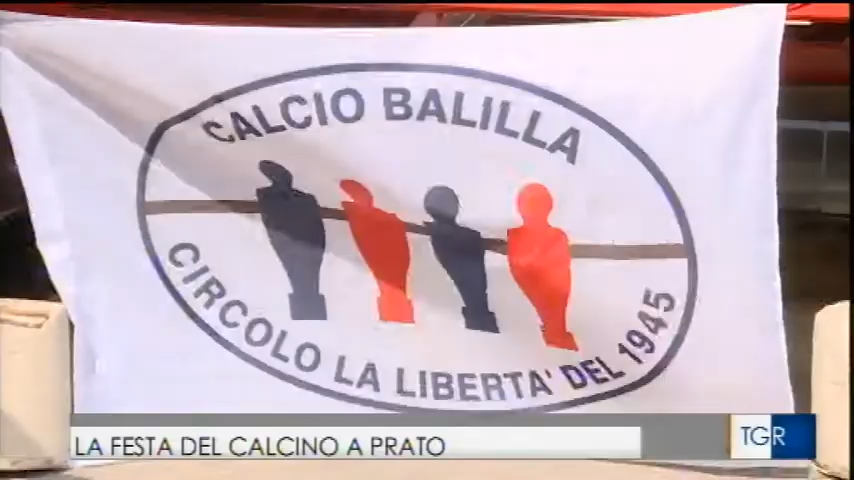 CALCIO BALILLA
CIRCOLO LA LIBERTA' DEL 1945
LA FESTA DEL CALCINO A PRATO
TGR